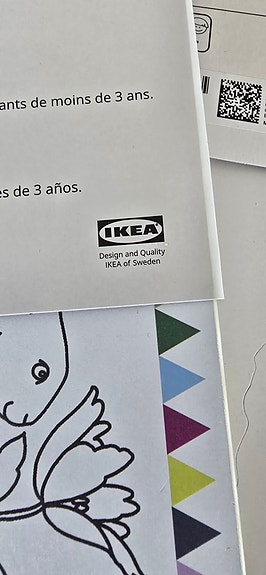 ants de moins de 3 ans.
es de 3 años.
IKEA
Design and Quality
IKEA of Sweden